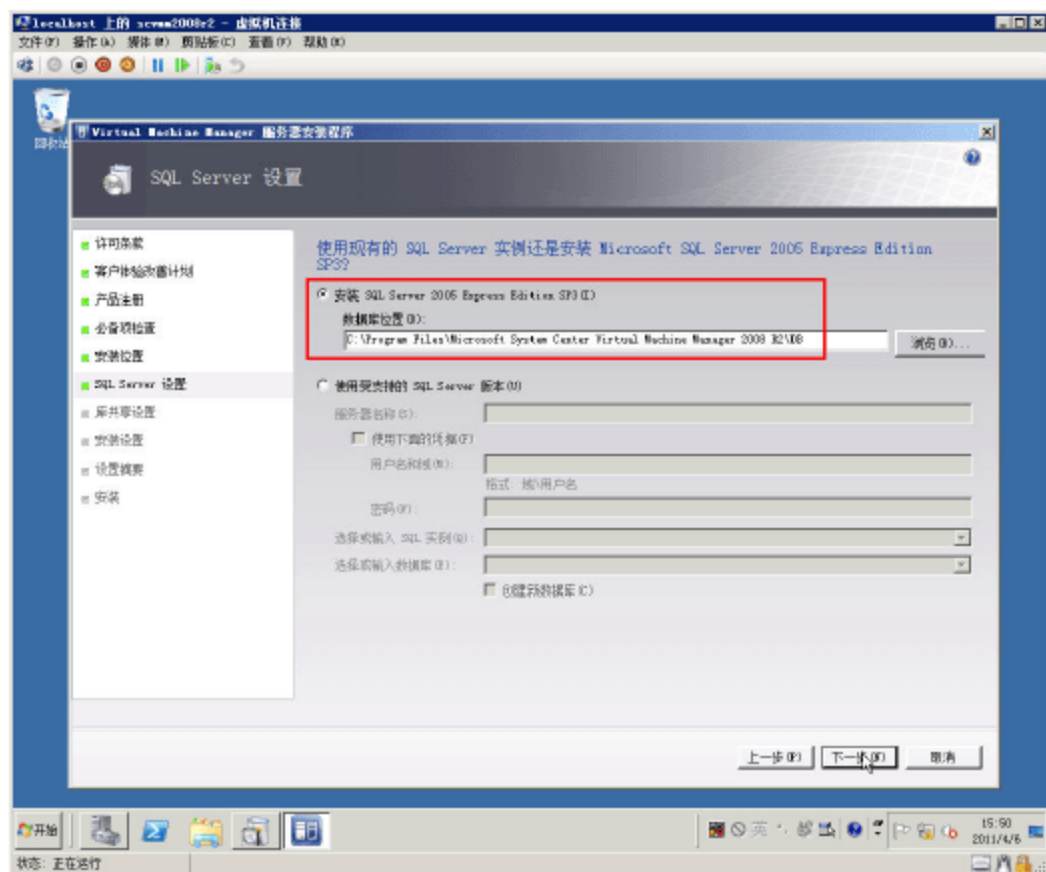 localhost 上的 scvmm2008r2 - 虚拟机连接
文件(F) 操作(A) 媒体(M) 剪贴板(C) 查看(V) 帮助(H)
回收站
Virtual Machine Manager 服务器安装程序
SQL Server 设置
许可条款
客户体验改善计划
产品注册
必备项检查
安装位置
SQL Server 设置
库共享设置
安装设置
设置摘要
安装
使用现有的 SQL Server 实例还是安装 Microsoft SQL Server 2005 Express Edition
SP3?
安装 SQL Server 2005 Express Edition SP3(I)
数据库位置(D):
C:\Program Files\Microsoft System Center Virtual Machine Manager 2008 R2\DB
浏览(B)...
使用受支持的 SQL Server 版本(U)
服务器名称(S):
使用下面的凭据(F)
用户名和域(M):
格式: 域\用户名
密码(P):
选择或输入 SQL 实例(Q):
选择或输入数据库(E):
创建新数据库(C)
上一步(P) 下一步(N) 取消
开始
英
15:50
2011/4/6
状态: 正在运行